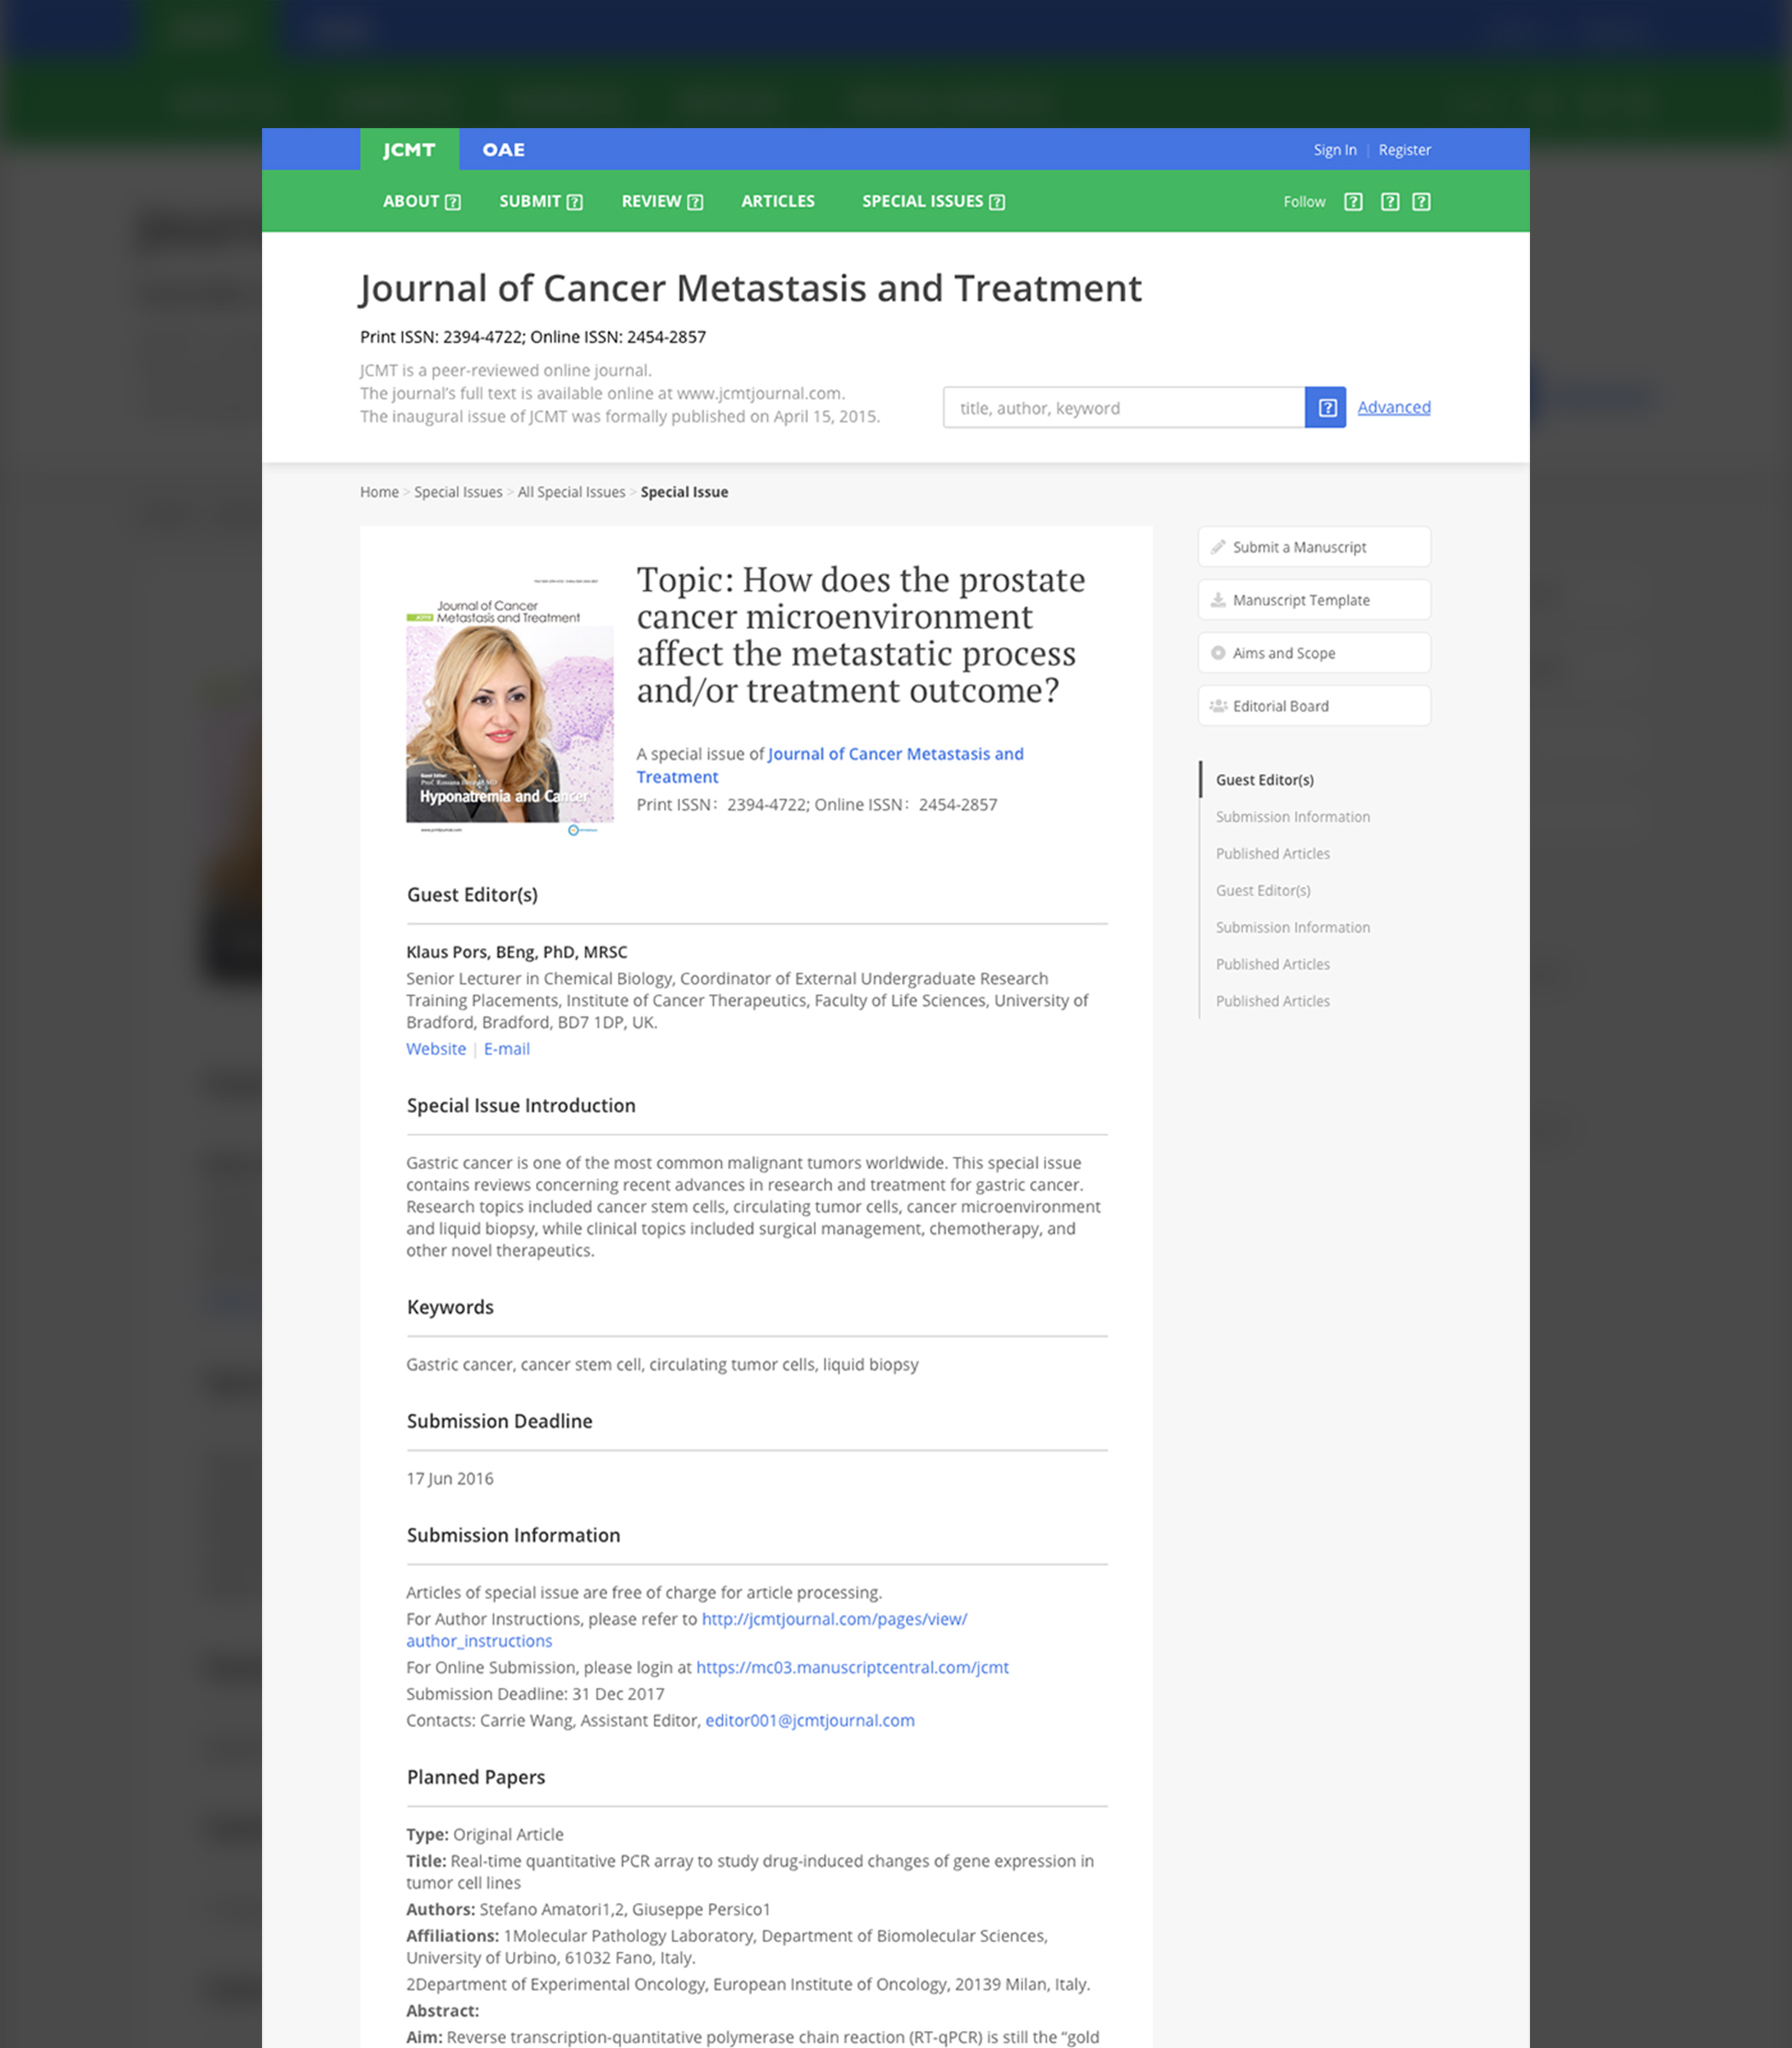 JCMT OAE Sign In | Register
ABOUT SUBMIT REVIEW ARTICLES SPECIAL ISSUES Follow
Journal of Cancer Metastasis and Treatment
Print ISSN: 2394-4722; Online ISSN: 2454-2857
JCMT is a peer-reviewed online journal.
The journal's full text is available online at www.jcmtjournal.com.
The inaugural issue of JCMT was formally published on April 15, 2015.
title, author, keyword
Advanced
Home > Special Issues > All Special Issues > Special Issue
Journal of Cancer
Metastasis and Treatment
Hyponatremia and Cancer
www.jcmtjournal.com
Topic: How does the prostate
cancer microenvironment
affect the metastatic process
and/or treatment outcome?
A special issue of Journal of Cancer Metastasis and
Treatment
Print ISSN: 2394-4722; Online ISSN: 2454-2857
Guest Editor(s)
Klaus Pors, BEng, PhD, MRSC
Senior Lecturer in Chemical Biology, Coordinator of External Undergraduate Research
Training Placements, Institute of Cancer Therapeutics, Faculty of Life Sciences, University of
Bradford, Bradford, BD7 1DP, UK.
Website | E-mail
Special Issue Introduction
Gastric cancer is one of the most common malignant tumors worldwide. This special issue
contains reviews concerning recent advances in research and treatment for gastric cancer.
Research topics included cancer stem cells, circulating tumor cells, cancer microenvironment
and liquid biopsy, while clinical topics included surgical management, chemotherapy, and
other novel therapeutics.
Keywords
Gastric cancer, cancer stem cell, circulating tumor cells, liquid biopsy
Submission Deadline
17 Jun 2016
Submission Information
Articles of special issue are free of charge for article processing.
For Author Instructions, please refer to http://jcmtjournal.com/pages/view/
author_instructions
For Online Submission, please login at https://mc03.manuscriptcentral.com/jcmt
Submission Deadline: 31 Dec 2017
Contacts: Carrie Wang, Assistant Editor, editor001@jcmtjournal.com
Planned Papers
Type: Original Article
Title: Real-time quantitative PCR array to study drug-induced changes of gene expression in
tumor cell lines
Authors: Stefano Amatori1,2, Giuseppe Persico1
Affiliations: 1Molecular Pathology Laboratory, Department of Biomolecular Sciences,
University of Urbino, 61032 Fano, Italy.
2Department of Experimental Oncology, European Institute of Oncology, 20139 Milan, Italy.
Abstract:
Aim: Reverse transcription-quantitative polymerase chain reaction (RT-qPCR) is still the “gold
Submit a Manuscript
Manuscript Template
Aims and Scope
Editorial Board
Guest Editor(s)
Submission Information
Published Articles
Guest Editor(s)
Submission Information
Published Articles
Published Articles